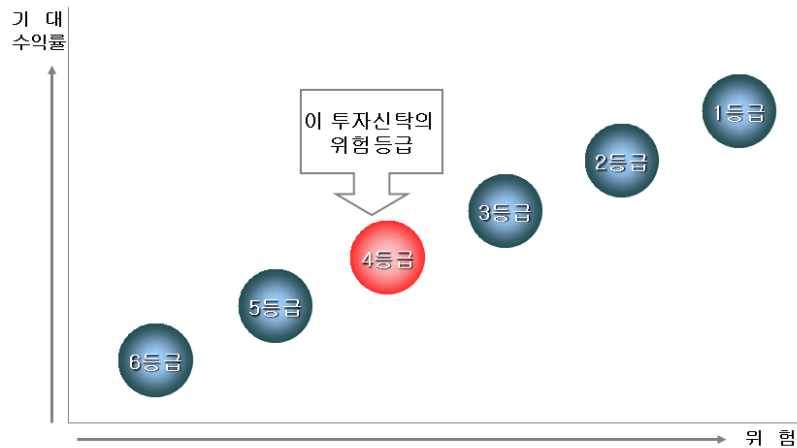 기 대
수익률
이 투자신탁의
위험등급
1등급
2등급
3등급
4등급
5등급
6등급
위 험